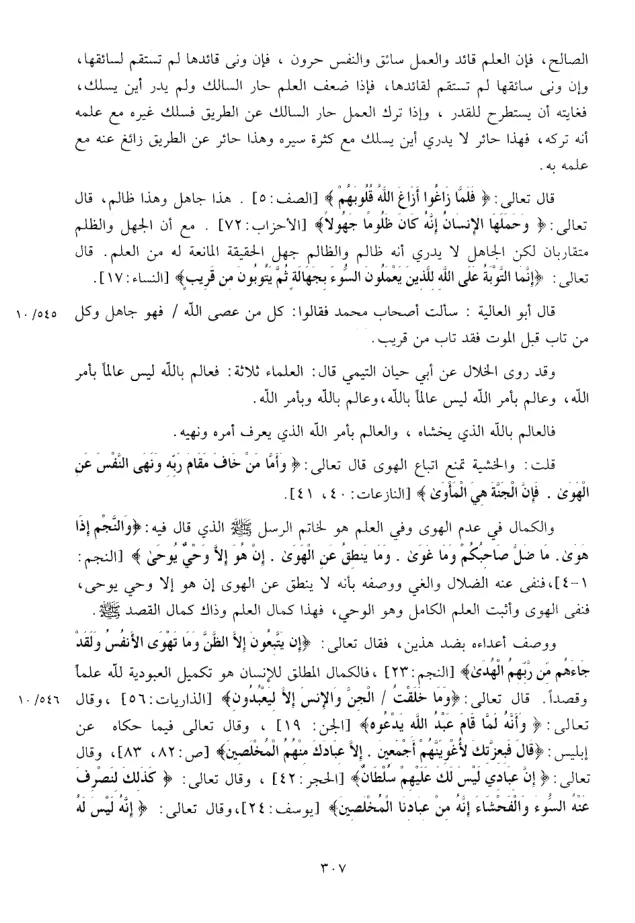 الصالح، فإن العلم قائد والعمل سائق والنفس حرون ، فإن ونى قائدها لم تستقم لسائقها،
وإن ونى سائقها لم تستقم لقائدها، فإذا ضعف العلم حار السالك ولم يدر أين يسلك،
فغايته أن يستطرح للقدر ، وإذا ترك العمل حار السالك عن الطريق فسلك غيره مع علمه
أنه تركه، فهذا حائر لا يدري أين يسلك مع كثرة سيره وهذا حائر عن الطريق زائغ عنه مع
علمه به.
قال تعالى: ﴿ فَلَمَّا زَاغُوا أَزَاغَ اللَّهُ قُلُوبَهُمْ ﴾ [الصف:٥] . هذا جاهل وهذا ظالم، قال
تعالى: ﴿ وَحَمَلَهَا الإِنسَانُ إِنَّهُ كَانَ ظَلُومًا جَهُولاً﴾ [الأحزاب:٧٢] . مع أن الجهل والظلم
متقاربان لكن الجاهل لا يدري أنه ظالم والظالم جهل الحقيقة المانعة له من العلم. قال
تعالى: ﴿إِنَّمَا التَّوْبَةُ عَلَى اللَّهِ لِلَّذِينَ يَعْمَلُونَ السُّوءَ بِجَهَالَةٍ ثُمَّ يَتُوبُونَ مِن قَرِيبٍ﴾ [النساء:١٧].
قال أبو العالية : سألت أصحاب محمد فقالوا: كل من عصى الله / فهو جاهل وكل
١٠/٥٤٥
من تاب قبل الموت فقد تاب من قريب.
وقد روى الخلال عن أبي حيان التيمي قال: العلماء ثلاثة: فعالم بالله ليس عالماً بأمر
الله، وعالم بأمر الله ليس عالماً بالله،وعالم بالله وبأمر الله.
فالعالم بالله الذي يخشاه ، والعالم بأمر الله الذي يعرف أمره ونهيه.
قلت: والخشية تمنع اتباع الهوى قال تعالى: ﴿ وَأَمَّا مَنْ خَافَ مَقَامَ رَبِّهِ وَنَهَى النَّفْسَ عَنِ
الْهَوَىٰ . فَإِنَّ الْجَنَّةَ هِيَ الْمَأْوَىٰ ﴾ [النازعات:٤٠، ٤١].
والكمال في عدم الهوى وفي العلم هو لخاتم الرسل ﷺ الذي قال فيه: ﴿وَالنَّجْمِ إِذَا
هَوَىٰ. مَا ضَلَّ صَاحِبُكُمْ وَمَا غَوَىٰ . وَمَا يَنطِقُ عَنِ الْهَوَىٰ . إِنْ هُوَ إِلاَّ وَحْيٌ يُوحَىٰ ﴾ [النجم:
١-٤]،فنفى عنه الضلال والغي ووصفه بأنه لا ينطق عن الهوى إن هو إلا وحي يوحى،
فنفى الهوى وأثبت العلم الكامل وهو الوحي، فهذا كمال العلم وذاك كمال القصد ﷺ.
ووصف أعداءه بضد هذين، فقال تعالى: ﴿إِن يَتَّبِعُونَ إِلاَّ الظَّنَّ وَمَا تَهْوَى الأَنفُسُ وَلَقَدْ
جَاءَهُم مِّن رَّبِّهِمُ الْهُدَىٰ﴾ [النجم:٢٣] ،فالكمال المطلق للإنسان هو تكميل العبودية لله علماً
وقصداً. قال تعالى: ﴿وَمَا خَلَقْتُ / الْجِنَّ وَالإِنسَ إِلاَّ لِيَعْبُدُونِ﴾ [الذاريات:٥٦] ،وقال
١٠/٥٤٦
تعالى: ﴿ وَأَنَّهُ لَمَّا قَامَ عَبْدُ اللَّهِ يَدْعُوهُ﴾ [الجن: ١٩] ، وقال تعالى فيما حكاه عن
إبليس: ﴿قَالَ فَبِعِزَّتِكَ لأُغْوِيَنَّهُمْ أَجْمَعِينَ . إِلاَّ عِبَادَكَ مِنْهُمُ الْمُخْلَصِينَ﴾ [ص:٨٢، ٨٣]، وقال
تعالى: ﴿ إِنَّ عِبَادِي لَيْسَ لَكَ عَلَيْهِمْ سُلْطَانٌ﴾ [الحجر:٤٢] ، وقال تعالى: ﴿ كَذَلِكَ لِنَصْرِفَ
عَنْهُ السُّوءَ وَالْفَحْشَاءَ إِنَّهُ مِنْ عِبَادِنَا الْمُخْلَصِينَ﴾ [يوسف:٢٤]،وقال تعالى: ﴿ إِنَّهُ لَيْسَ لَهُ
٣٠٧